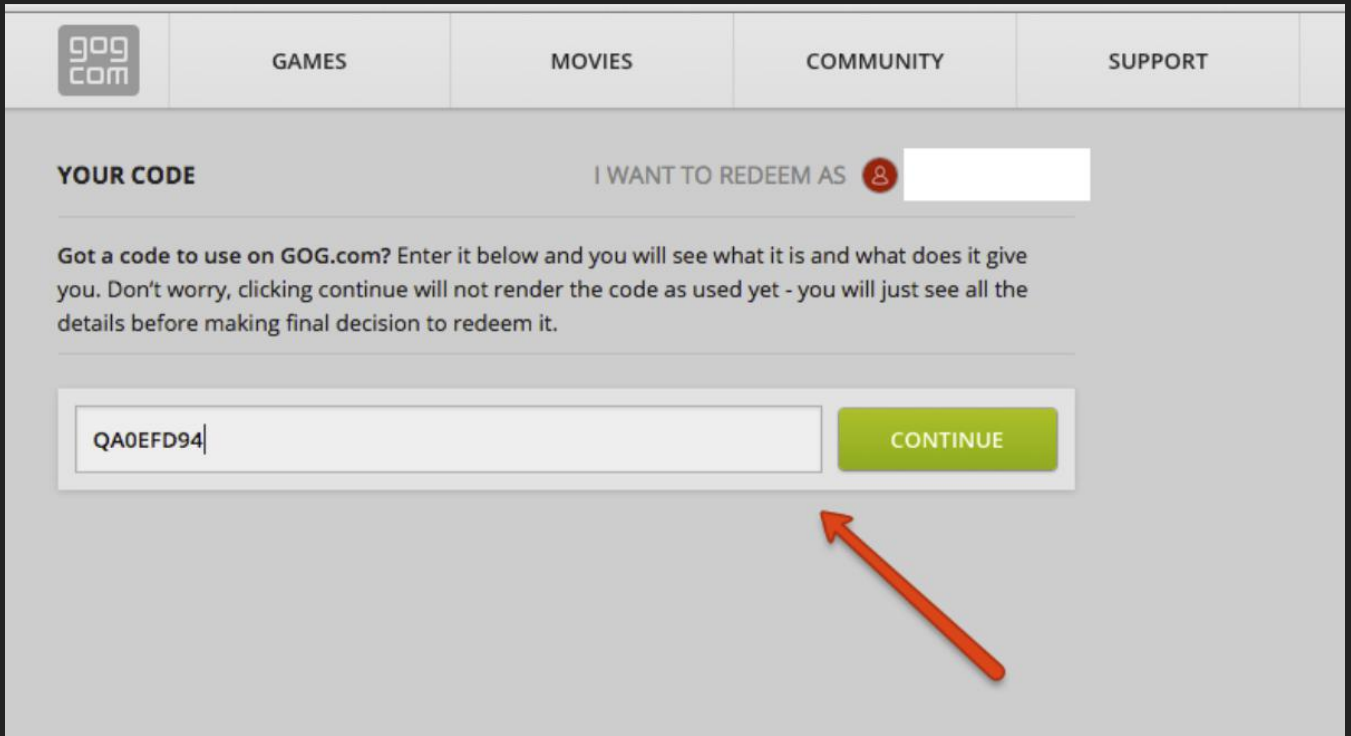 gog
com
GAMES
MOVIES
COMMUNITY
SUPPORT
YOUR CODE
I WANT TO REDEEM AS
Got a code to use on GOG.com? Enter it below and you will see what it is and what does it give
you. Don't worry, clicking continue will not render the code as used yet - you will just see all the
details before making final decision to redeem it.
QA0EFD94
CONTINUE